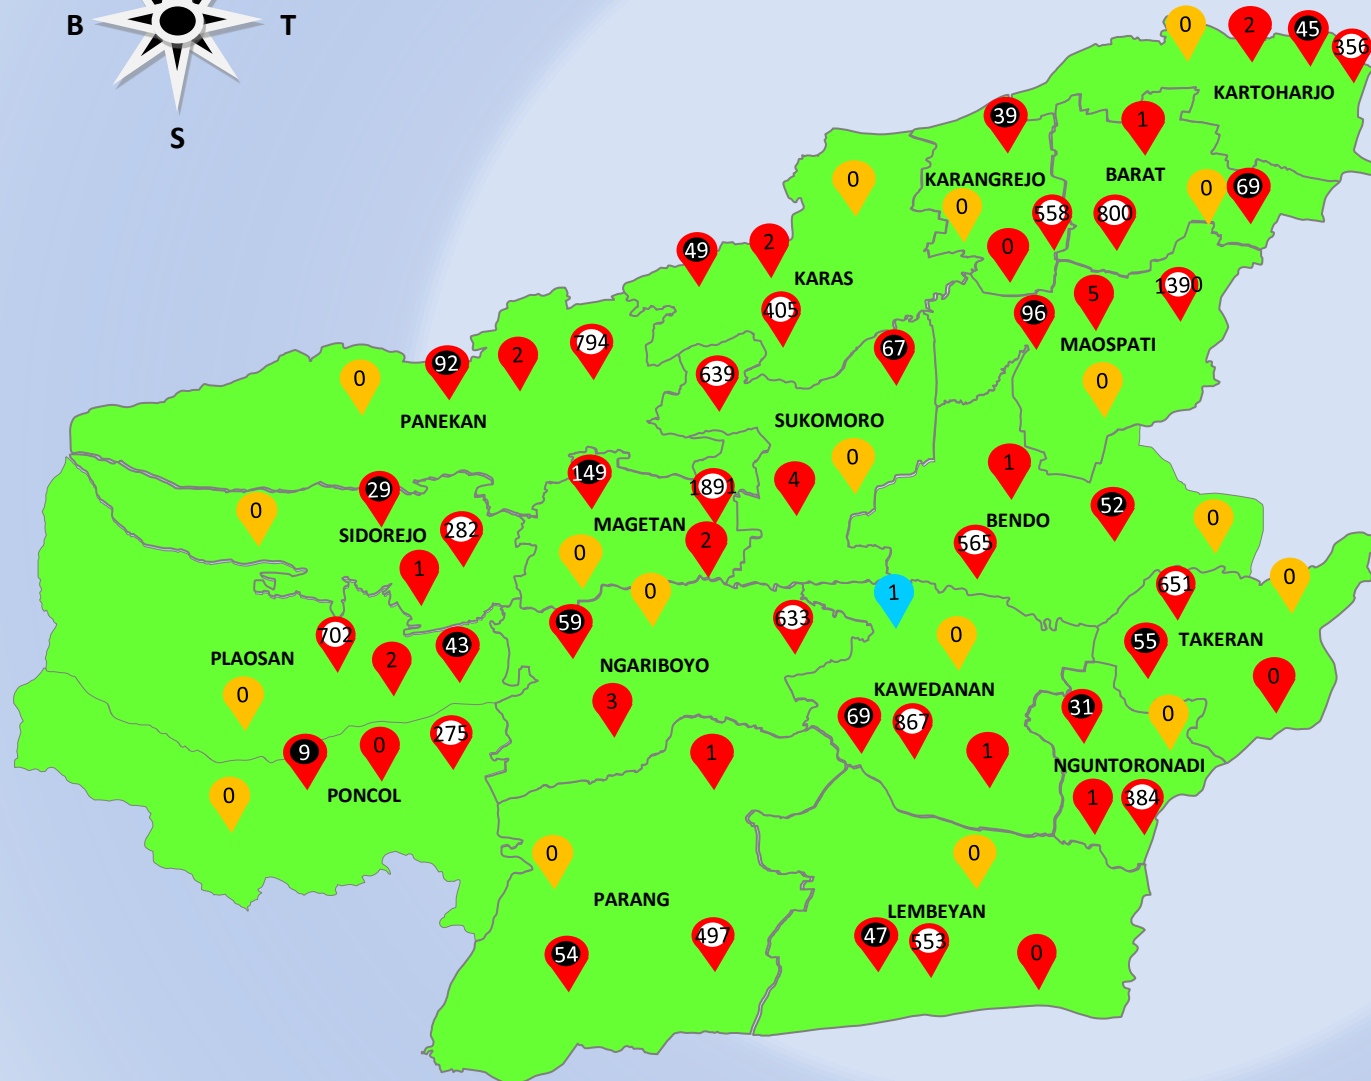 B T
S
0 2 45 356
KARTOHARJO
39 1
KARANGREJO BARAT
0 0 0 69
558 800
49 2 0
KARAS
405
96 5 1390
MAOSPATI
0
92 2 794
0
PANEKAN
639 67
SUKOMORO
0
4
29
0
SIDOREJO 282
1
149 1891
MAGETAN
0 2
1
BENDO 52 0
565
0
59 633
NGARIBOYO
3
1
0
KAWEDANAN
69 867
1
651 0
55 TAKERAN
0
702
PLAOSAN 2 43
0
31 0
NGUNTORONADI
1 384
275
9 0
PONCOL
0
1
0
PARANG
54 497
0
LEMBEYAN
47 553 0